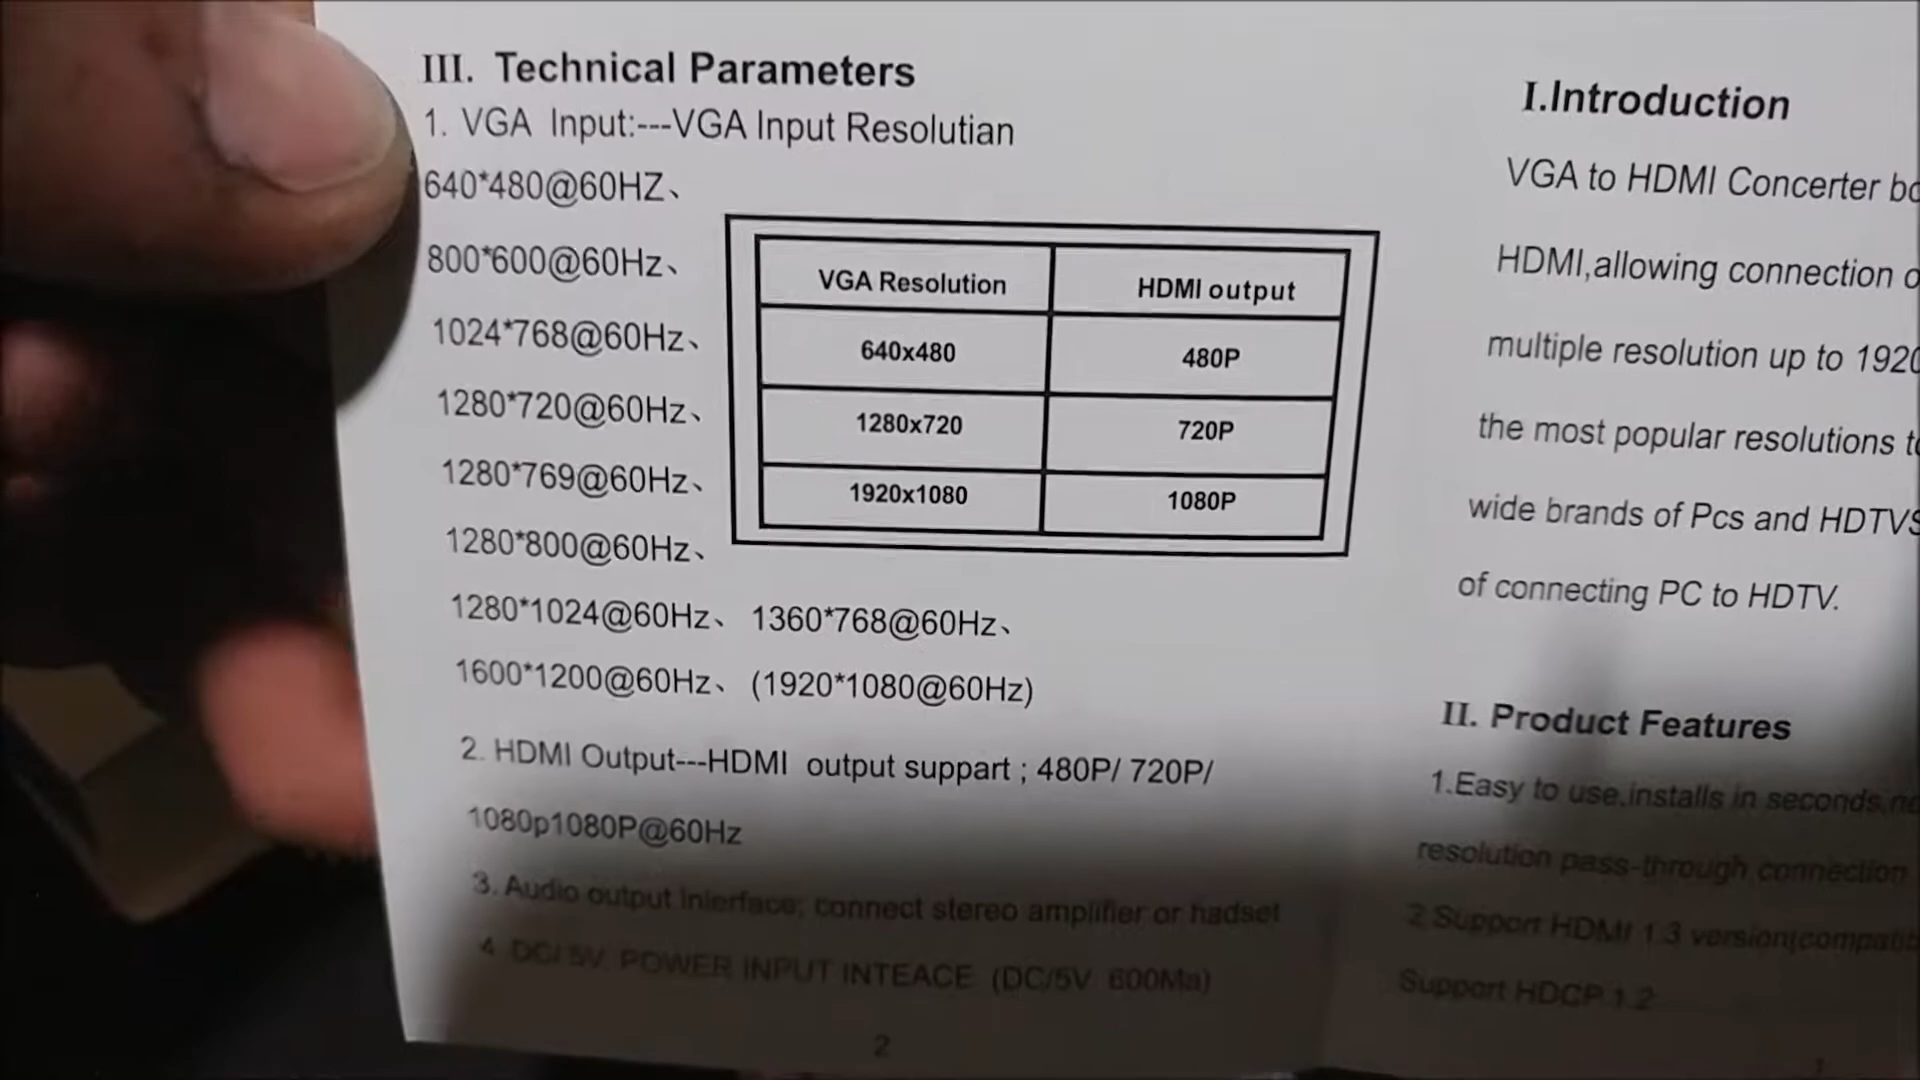 III. Technical Parameters
1. VGA Input:---VGA Input Resolutian
640*480@60HZ、
800*600@60Hz、
1024*768@60Hz、
1280*720@60Hz、
1280*769@60Hz、
1280*800@60Hz、
1280*1024@60Hz、 1360*768@60Hz、
1600*1200@60Hz、 (1920*1080@60Hz)
VGA Resolution HDMI output
640x480 480P
1280x720 720P
1920x1080 1080P
2. HDMI Output---HDMI output suppart ; 480P/ 720P/
1080p1080P@60Hz
3. Audio output inierface; connect stereo amplifier or hadset
4 DC/ 5V. POWER INPUT INTEACE (DC/5V 600Ma)
2
I.Introduction
VGA to HDMI Concerter
HDMI,allowing connection
multiple resolution up to 1920
the most popular resolutions
wide brands of Pcs and HDTVS
of connecting PC to HDTV.
II. Product Features
1.Easy to use,installs in seconds,
resolution pass-through connection
2.Support HDMI 1.3 version(compatib
Support HDCP 1.2
1